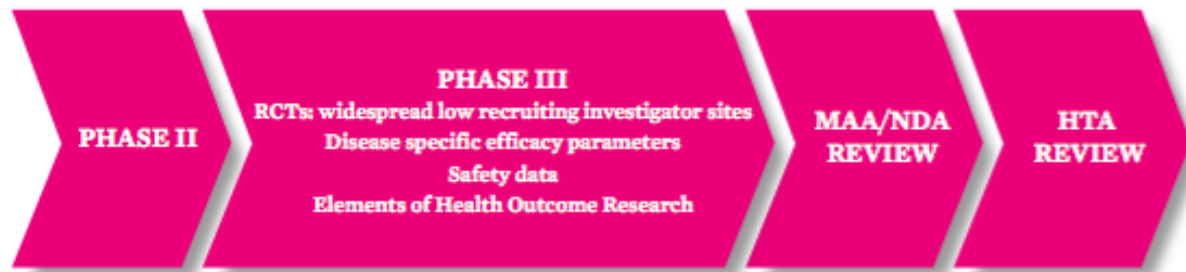 PHASE II
PHASE III
RCTs: widespread low recruiting investigator sites
Disease specific efficacy parameters
Safety data
Elements of Health Outcome Research
MAA/NDA
REVIEW
HTA
REVIEW